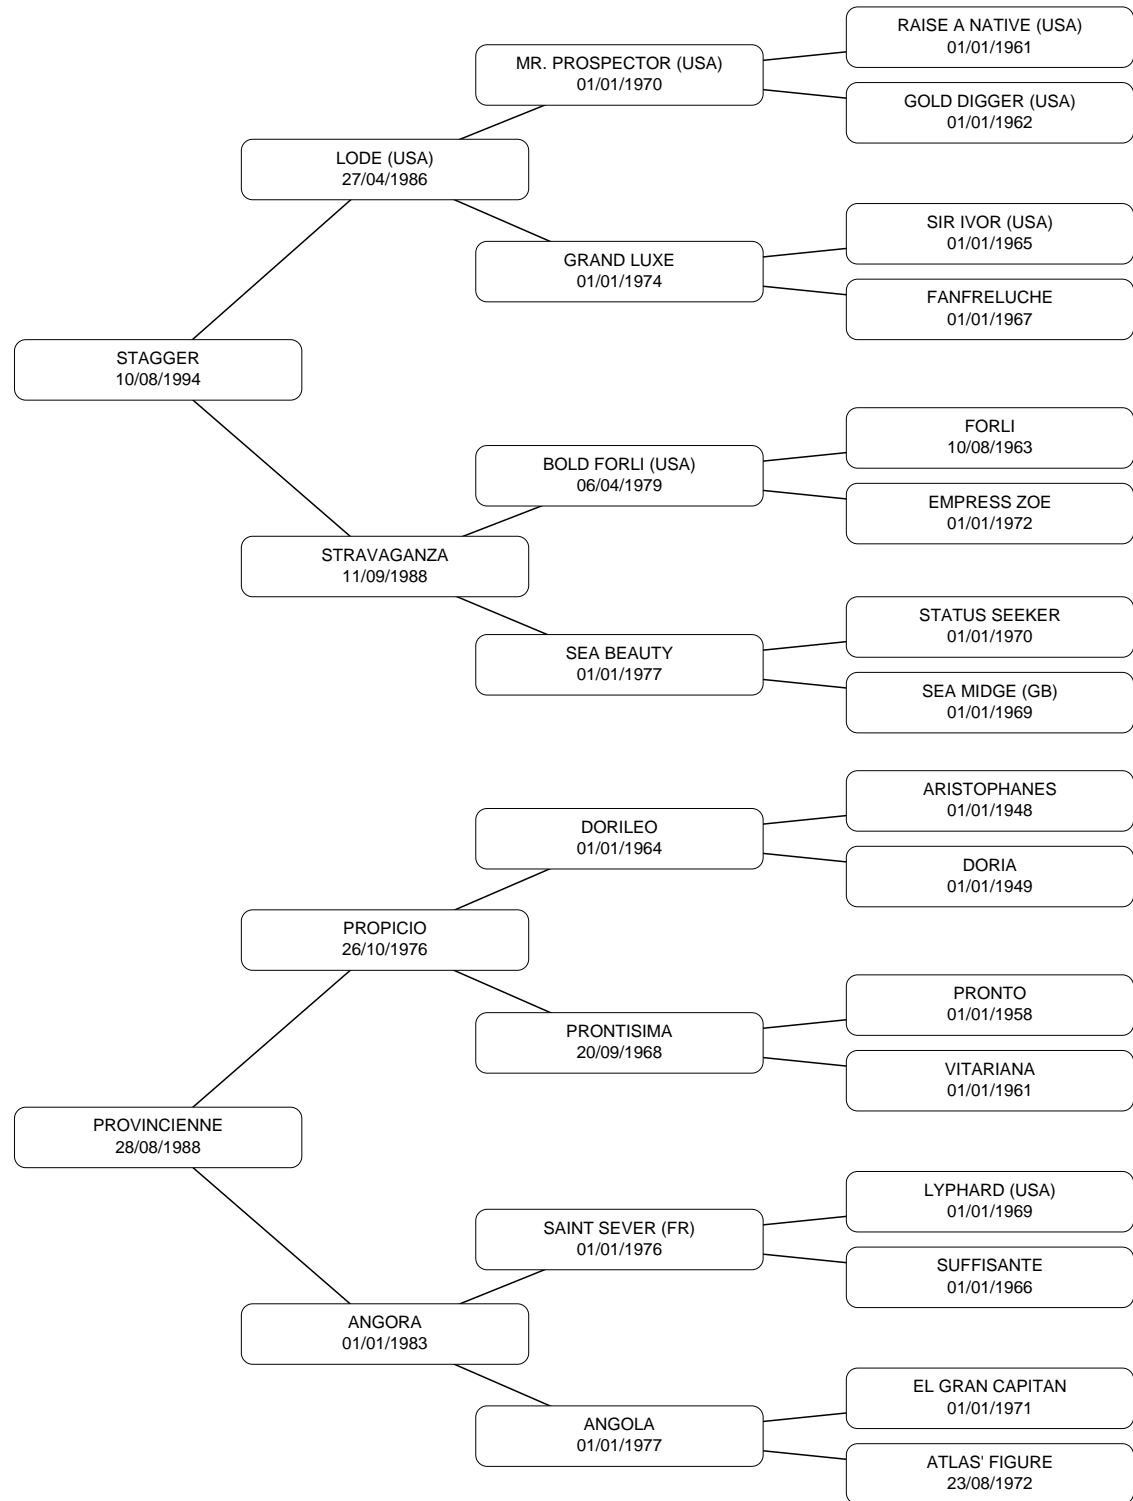 RAISE A NATIVE (USA)
01/01/1961
MR. PROSPECTOR (USA)
01/01/1970
GOLD DIGGER (USA)
01/01/1962
LODE (USA)
27/04/1986
SIR IVOR (USA)
01/01/1965
GRAND LUXE
01/01/1974
FANFRELUCHE
01/01/1967
STAGGER
10/08/1994
FORLI
10/08/1963
BOLD FORLI (USA)
06/04/1979
EMPRESS ZOE
01/01/1972
STRAVAGANZA
11/09/1988
STATUS SEEKER
01/01/1970
SEA BEAUTY
01/01/1977
SEA MIDGE (GB)
01/01/1969
ARISTOPHANES
01/01/1948
DORILEO
01/01/1964
DORIA
01/01/1949
PROPICIO
26/10/1976
PRONTO
01/01/1958
PRONTISIMA
20/09/1968
VITARIANA
01/01/1961
PROVINCIENNE
28/08/1988
LYPHARD (USA)
01/01/1969
SAINT SEVER (FR)
01/01/1976
SUFFISANTE
01/01/1966
ANGORA
01/01/1983
EL GRAN CAPITAN
01/01/1971
ANGOLA
01/01/1977
ATLAS' FIGURE
23/08/1972